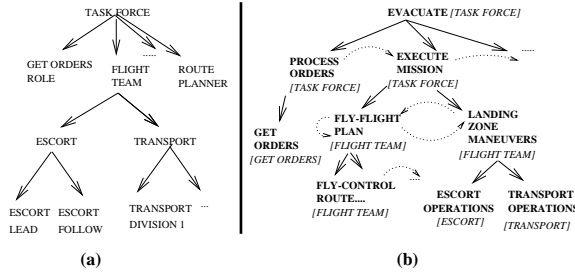 TASK FORCE
GET ORDERS
ROLE
FLIGHT
TEAM
.....
ROUTE
PLANNER
ESCORT
TRANSPORT
ESCORT
LEAD
ESCORT
FOLLOW
TRANSPORT
DIVISION 1
...
(a)
EVACUATE [TASK FORCE]
PROCESS
ORDERS
[TASK FORCE]
EXECUTE
MISSION
[TASK FORCE]
.....
GET
ORDERS
[GET ORDERS]
FLY-FLIGHT
PLAN
[FLIGHT TEAM]
LANDING
ZONE
MANEUVERS
[FLIGHT TEAM]
FLY-CONTROL
ROUTE....
[FLIGHT TEAM]
....
ESCORT
OPERATIONS
[ESCORT]
TRANSPORT
OPERATIONS
[TRANSPORT]
(b)